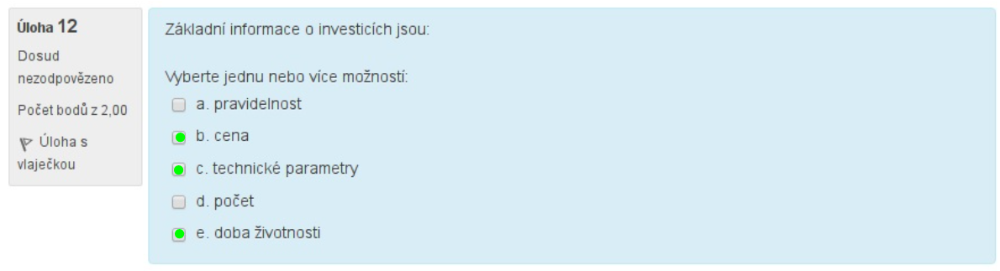 Úloha 12
Dosud
nezodpovězeno
Počet bodů z 2,00
Úloha s
vlaječkou
Základní informace o investicích jsou:
Vyberte jednu nebo více možností:
a. pravidelnost
b. cena
c. technické parametry
d. počet
e. doba životnosti